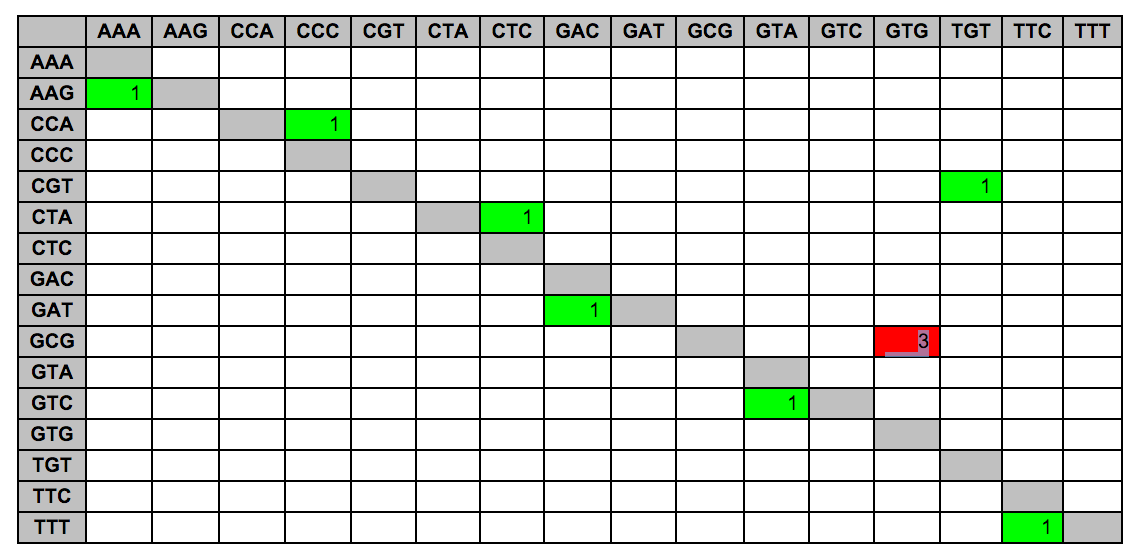 AAA AAG CCA CCC CGT CTA CTC GAC GAT GCG GTA GTC GTG TGT TTC TTT
AAA
AAG 1
CCA 1
CCC
CGT 1
CTA 1
CTC
GAC
GAT 1
GCG 3
GTA
GTC 1
GTG
TGT
TTC
TTT 1